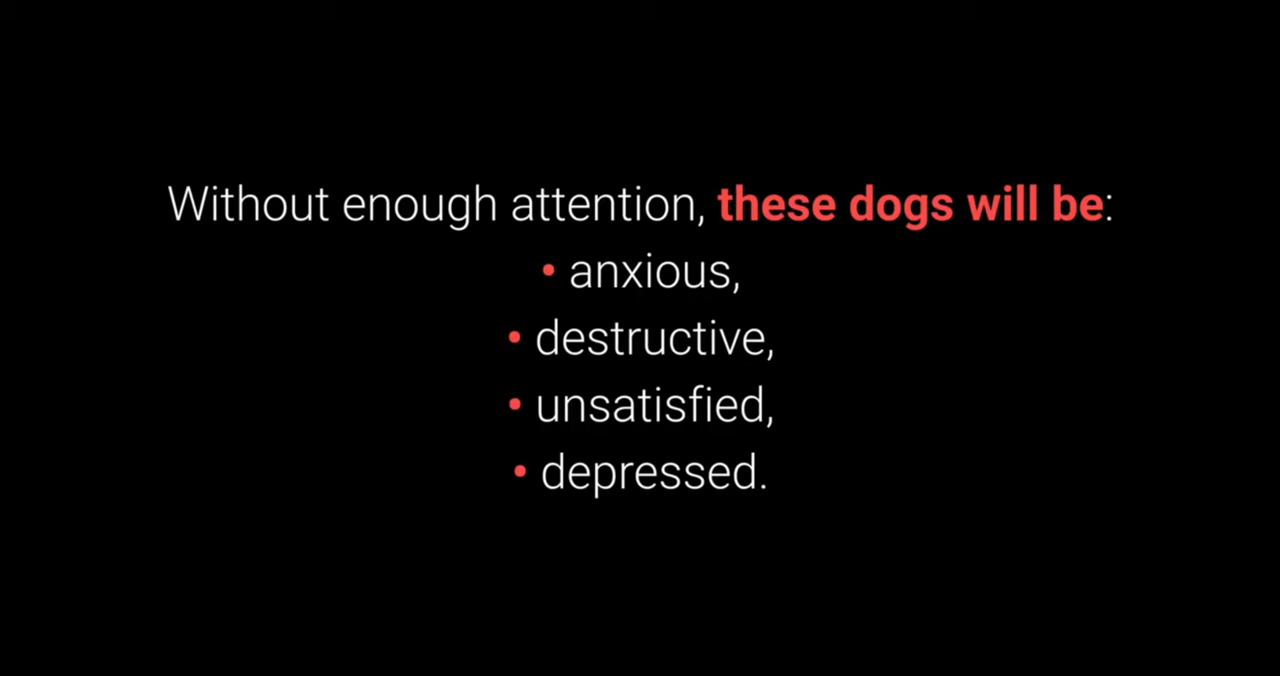 Without enough attention, these dogs will be:
• anxious,
• destructive,
• unsatisfied,
• depressed.